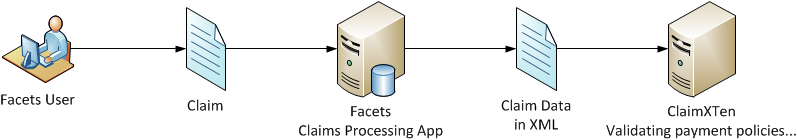 Facets User
Claim
Facets
Claims Processing App
Claim Data
in XML
ClaimXTen
Validating payment policies...